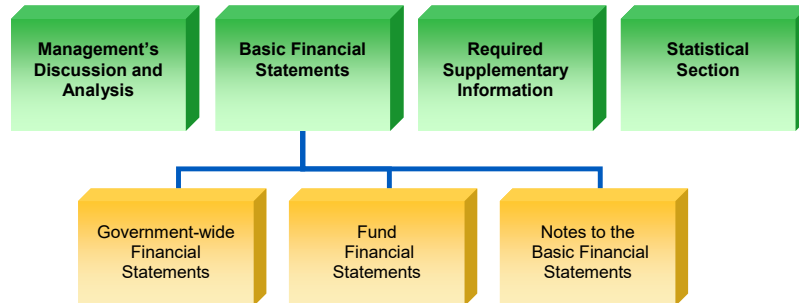 Management’s
Discussion and
Analysis
Basic Financial
Statements
Required
Supplementary
Information
Statistical
Section
Government-wide
Financial
Statements
Fund
Financial
Statements
Notes to the
Basic Financial
Statements